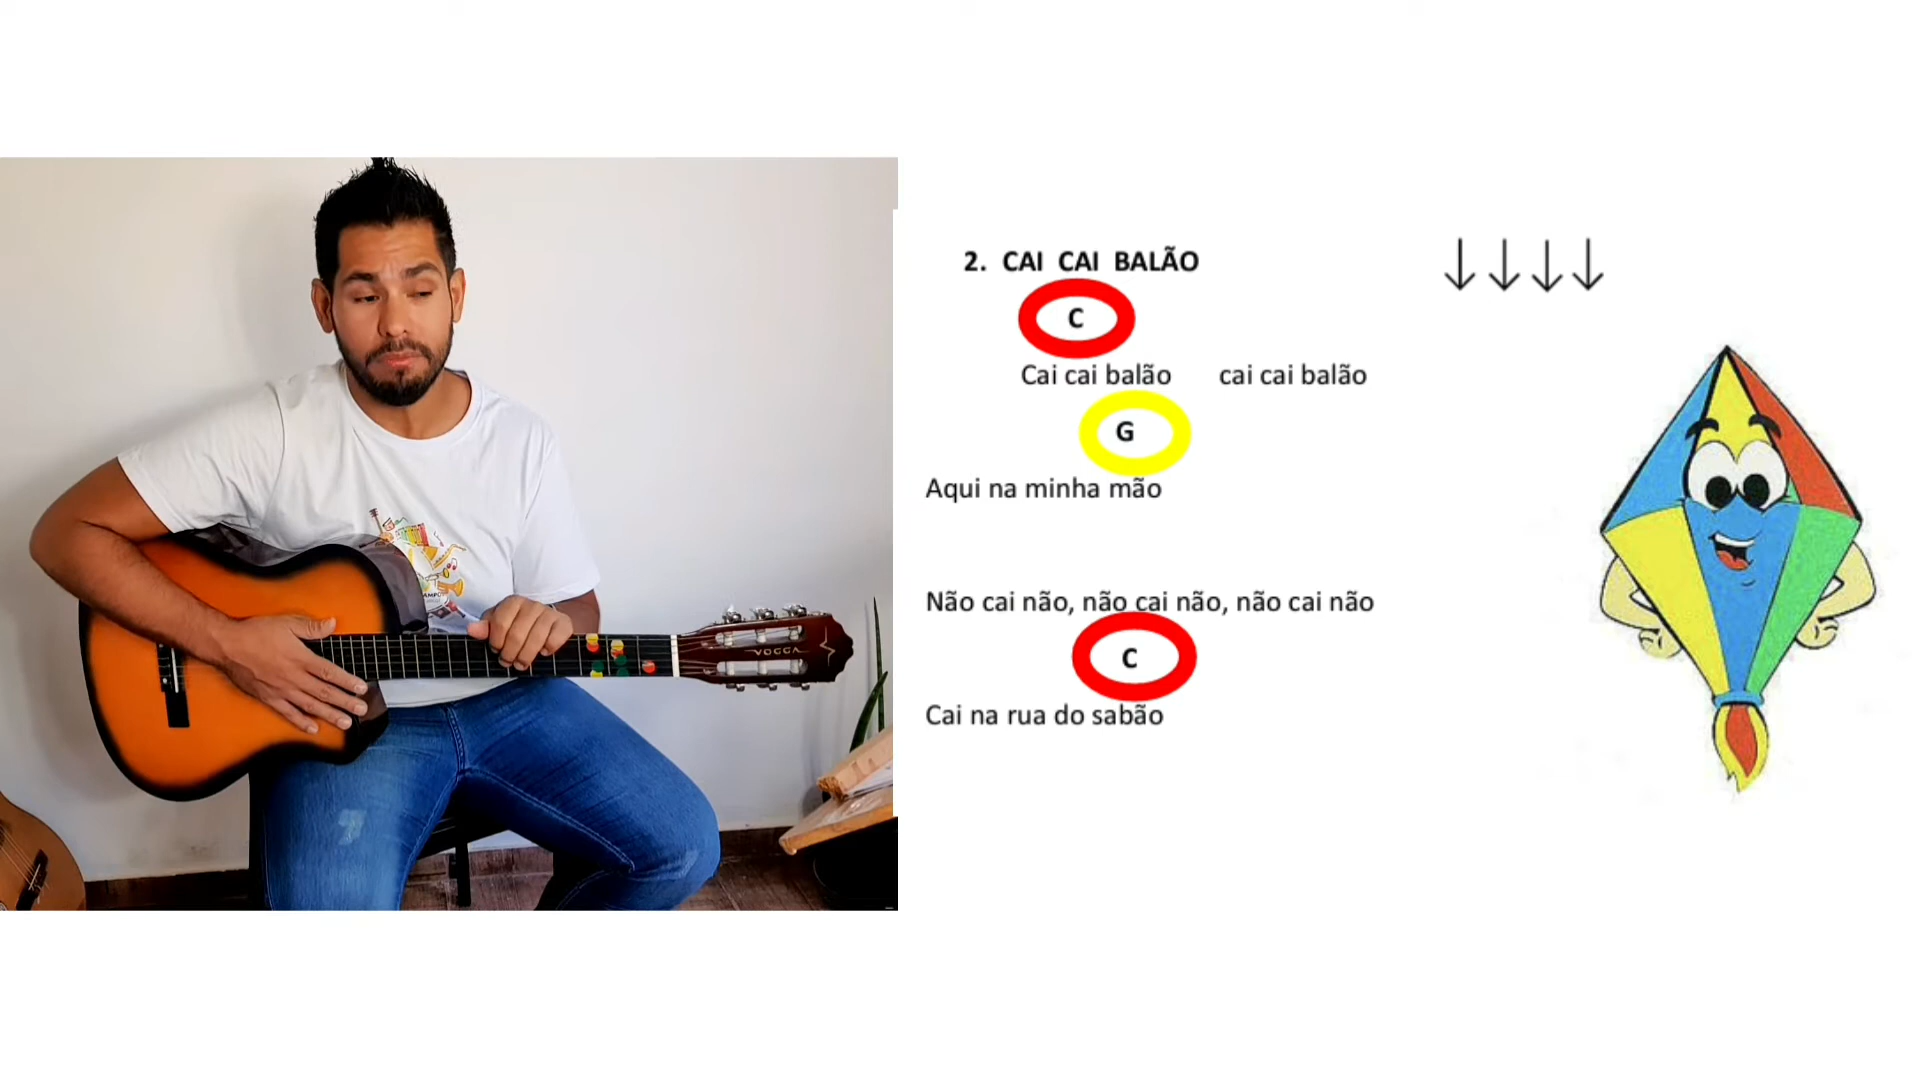 2. CAI CAI BALÃO
C
Cai cai balão cai cai balão
G
Aqui na minha mão
Não cai não, não cai não, não cai não
C
Cai na rua do sabão
VOGGA